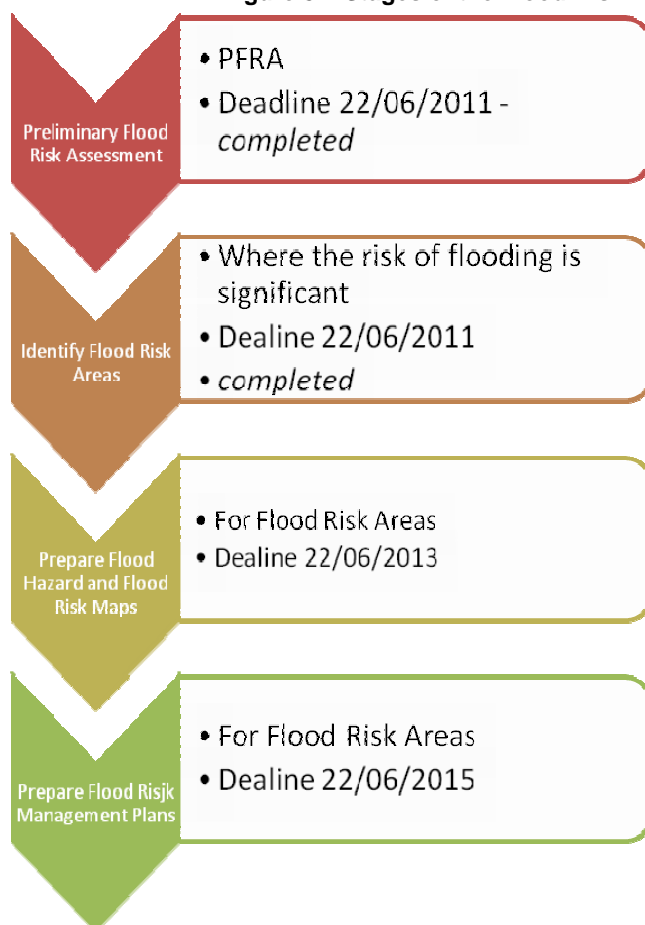 Preliminary Flood
Risk Assessment
• PFRA
• Deadline 22/06/2011 -
completed
Identify Flood Risk
Areas
• Where the risk of flooding is
significant
• Dealine 22/06/2011
• completed
Prepare Flood
Hazard and Flood
Risk Maps
• For Flood Risk Areas
• Dealine 22/06/2013
Prepare Flood Risjk
Management Plans
• For Flood Risk Areas
• Dealine 22/06/2015